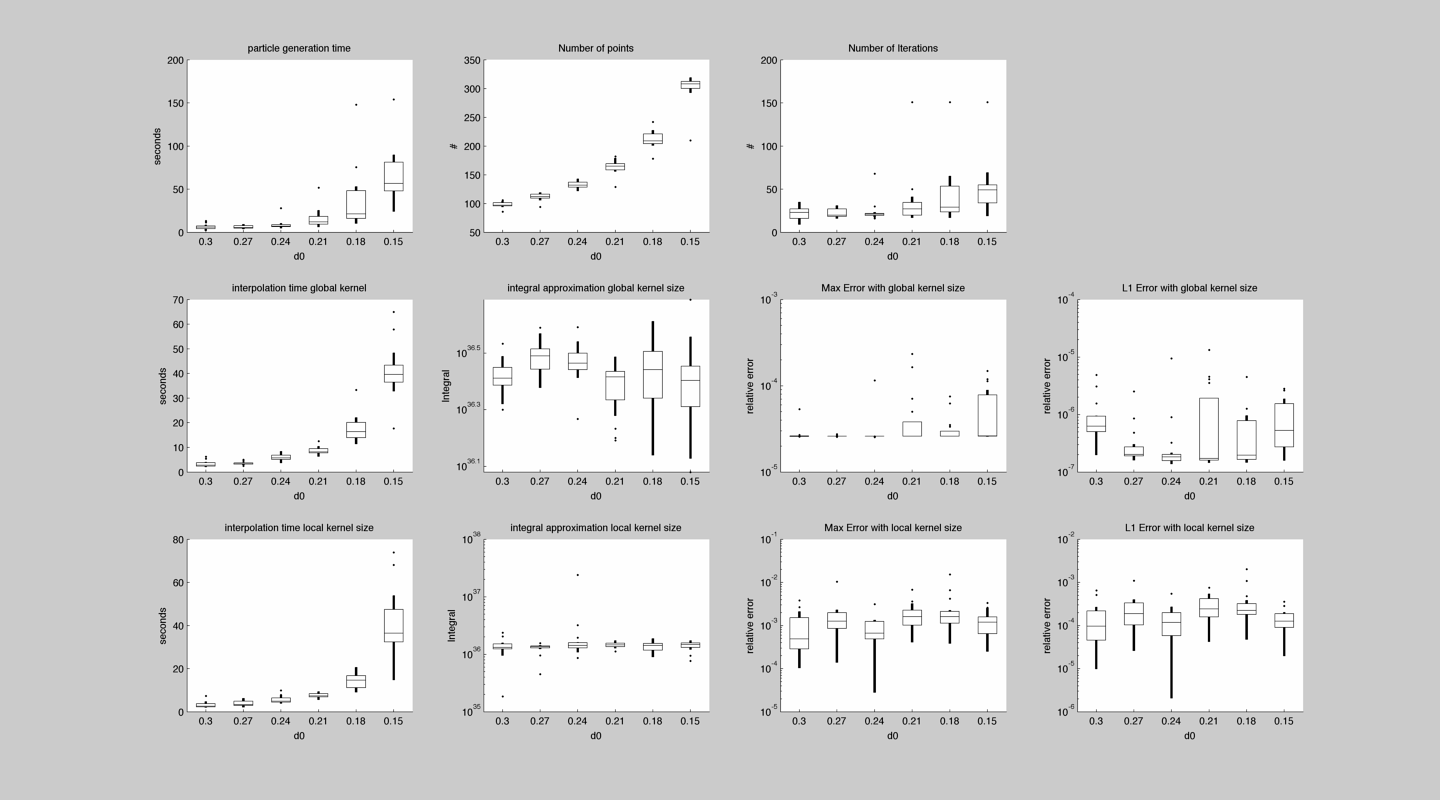 particle generation time
200
150
100
50
0
seconds
0.3 0.27 0.24 0.21 0.18 0.15
d0
Number of points
350
300
250
200
150
100
50
#
0.3 0.27 0.24 0.21 0.18 0.15
d0
Number of Iterations
200
150
100
50
0
#
0.3 0.27 0.24 0.21 0.18 0.15
d0
interpolation time global kernel
70
60
50
40
30
20
10
0
seconds
0.3 0.27 0.24 0.21 0.18 0.15
d0
integral approximation global kernel size
10^36.5
10^36.3
10^36.1
Integral
0.3 0.27 0.24 0.21 0.18 0.15
d0
Max Error with global kernel size
10^-3
10^-4
10^-5
relative error
0.3 0.27 0.24 0.21 0.18 0.15
d0
L1 Error with global kernel size
10^-4
10^-5
10^-6
10^-7
relative error
0.3 0.27 0.24 0.21 0.18 0.15
d0
interpolation time local kernel size
80
60
40
20
0
seconds
0.3 0.27 0.24 0.21 0.18 0.15
d0
integral approximation local kernel size
10^38
10^37
10^36
10^35
Integral
0.3 0.27 0.24 0.21 0.18 0.15
d0
Max Error with local kernel size
10^-1
10^-2
10^-3
10^-4
10^-5
relative error
0.3 0.27 0.24 0.21 0.18 0.15
d0
L1 Error with local kernel size
10^-2
10^-3
10^-4
10^-5
10^-6
relative error
0.3 0.27 0.24 0.21 0.18 0.15
d0